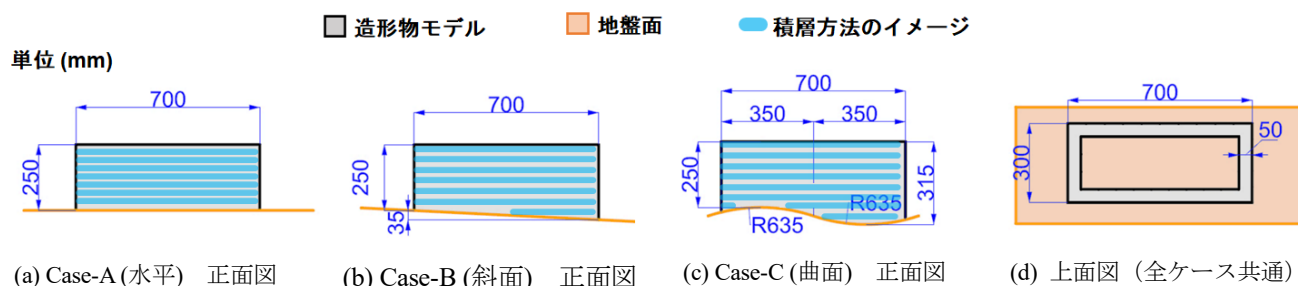 造形物モデル 地盤面 積層方法のイメージ
単位 (mm)
700
250
700
250
35
700
350 350
250
315
R635
R635
700
300
50
(a) Case-A (水平) 正面図
(b) Case-B (斜面) 正面図
(c) Case-C (曲面) 正面図
(d) 上面図（全ケース共通）